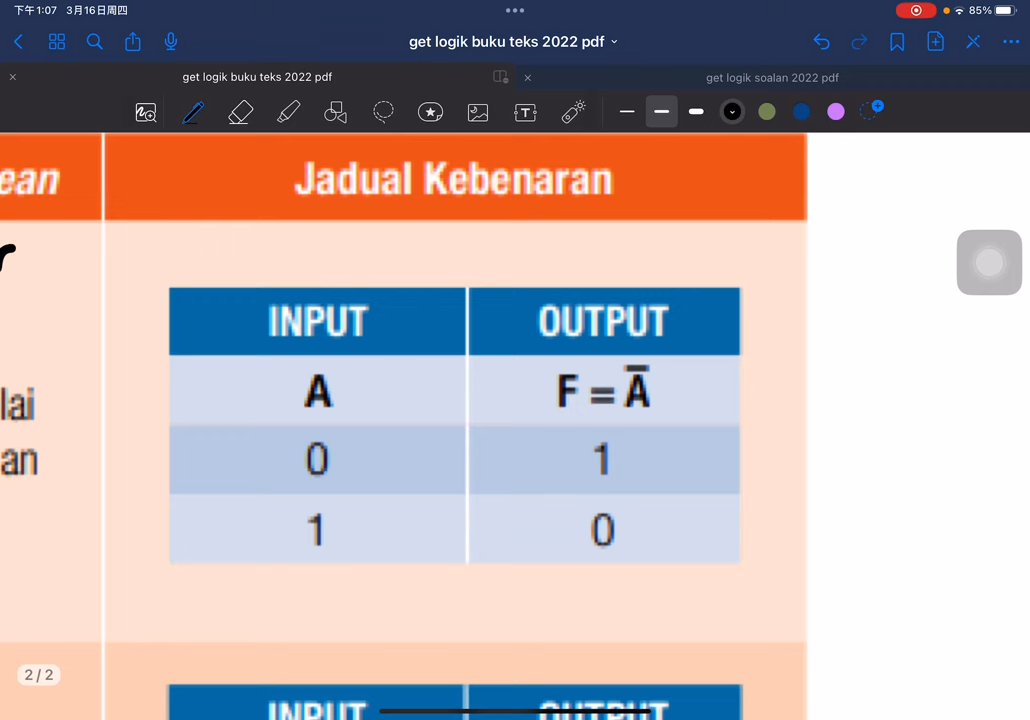 下午1:07 3月16日周四
85%
get logik buku teks 2022 pdf
get logik buku teks 2022 pdf
get logik soalan 2022 pdf
ean
Jadual Kebenaran
INPUT OUTPUT
A F = A̅
lai
0 1
an
1 0
2 / 2
INPUT OUTPUT